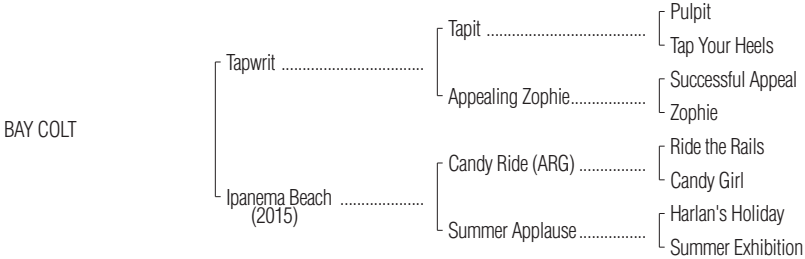 Pulpit
Tapit ....................................
Tap Your Heels
Tapwrit ................................
Successful Appeal
Appealing Zophie.................
Zophie
BAY COLT
Ride the Rails
Candy Ride (ARG) ...............
Candy Girl
Ipanema Beach ...................
(2015)
Harlan's Holiday
Summer Applause...............
Summer Exhibition